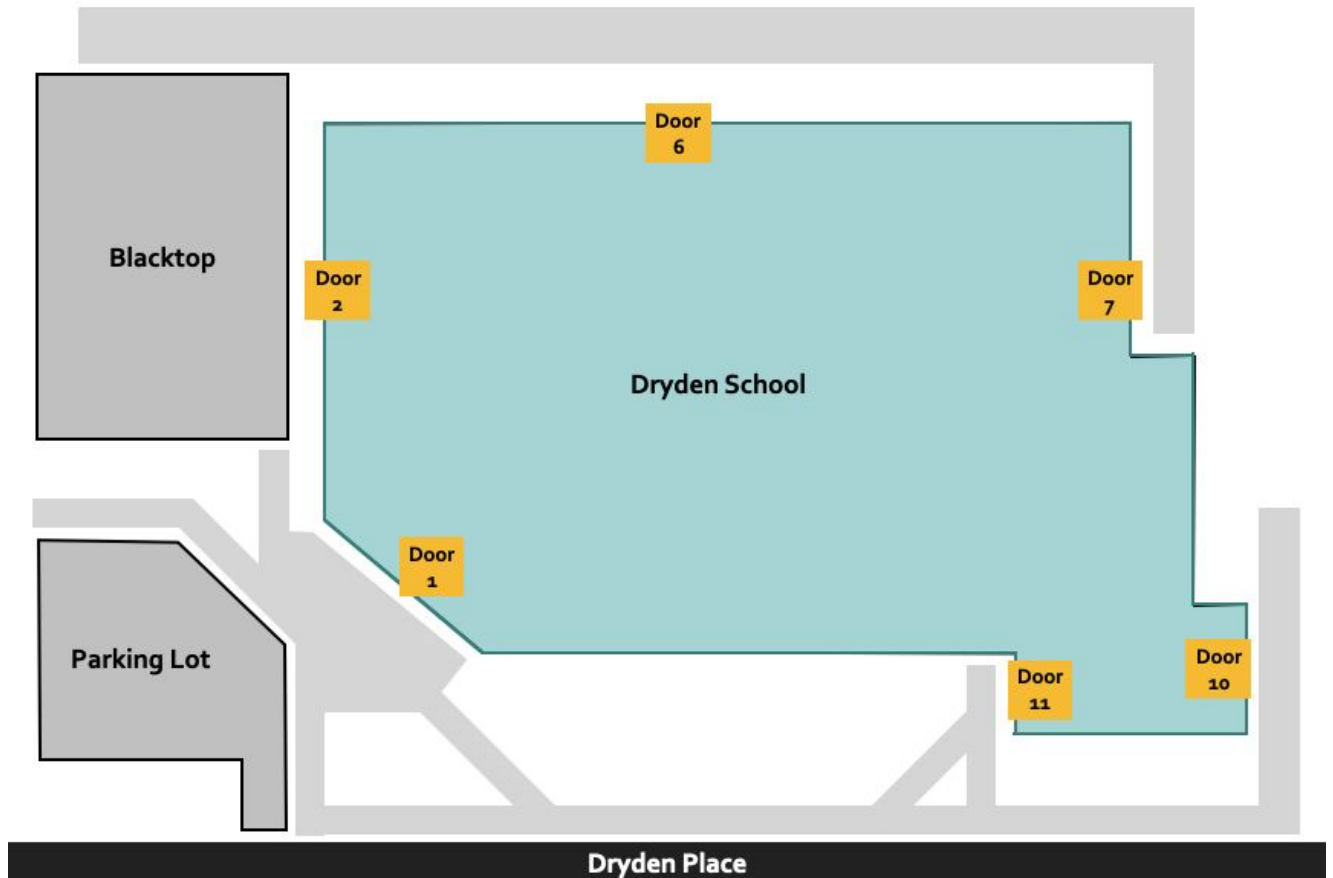 Door
6
Blacktop
Door
2
Door
7
Dryden School
Door
1
Parking Lot
Door
10
Door
11
Dryden Place